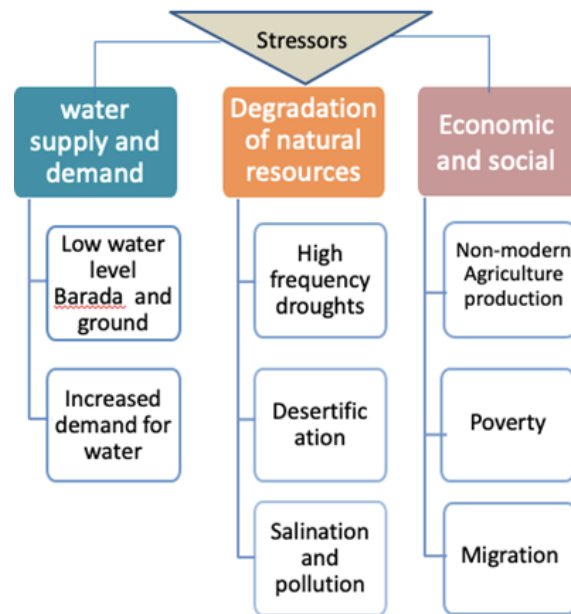 Stressors
water
supply and
demand
Low water
level
Barada and
ground
Increased
demand for
water
Degradation
of natural
resources
High
frequency
droughts
Desertific
ation
Salination
and
pollution
Economic
and social
Non-modern
Agriculture
production
Poverty
Migration